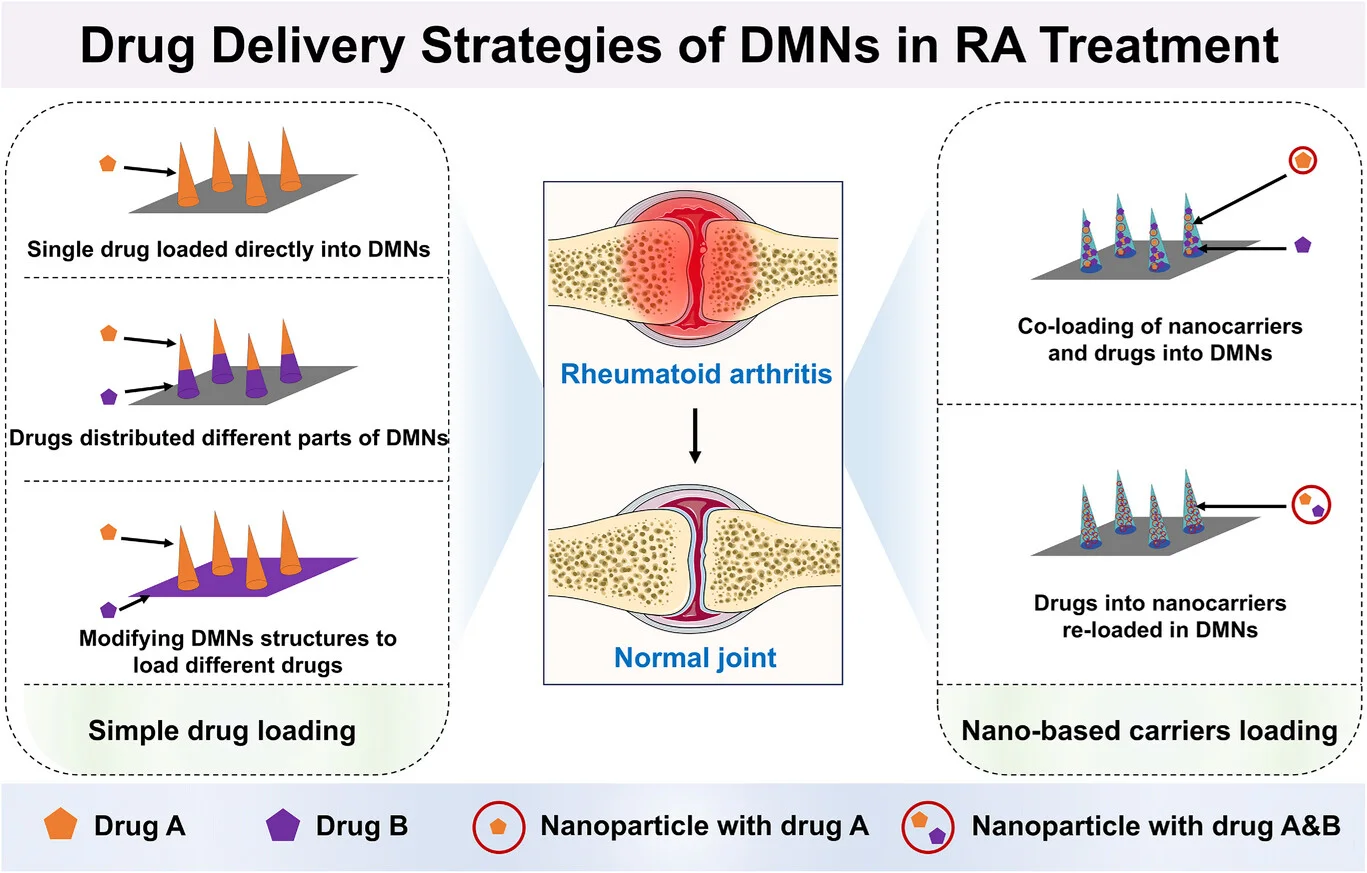 Drug Delivery Strategies of DMNs in RA Treatment
Single drug loaded directly into DMNs
Drugs distributed different parts of DMNs
Modifying DMNs structures to
load different drugs
Simple drug loading
Rheumatoid arthritis
Normal joint
Co-loading of nanocarriers
and drugs into DMNs
Drugs into nanocarriers
re-loaded in DMNs
Nano-based carriers loading
Drug A
Drug B
Nanoparticle with drug A
Nanoparticle with drug A&B